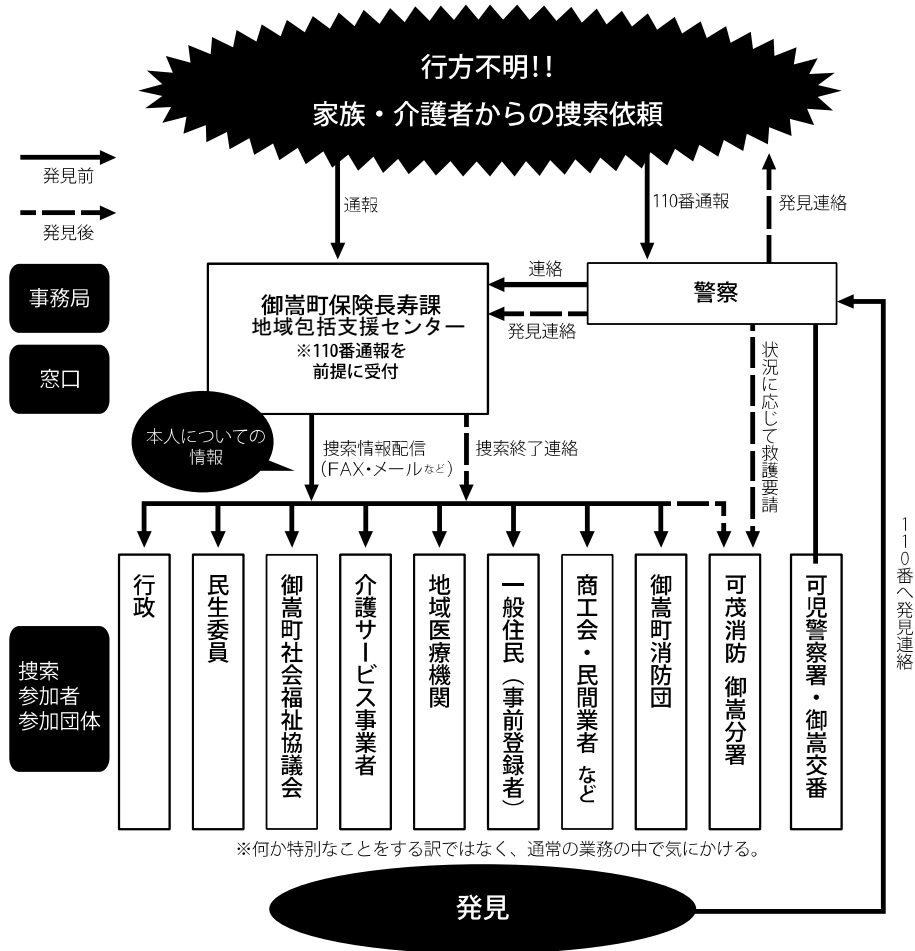 行方不明!!
家族・介護者からの捜索依頼
発見前
発見後
通報
110番通報
発見連絡
事務局
窓口
御嵩町保険長寿課
地域包括支援センター
※110番通報を
前提に受付
連絡
発見連絡
警察
状況に応じて救護要請
本人についての
情報
捜索情報配信
（FAX・メールなど）
捜索終了連絡
110番へ発見連絡
捜索
参加者
参加団体
行政
民生委員
御嵩町社会福祉協議会
介護サービス事業者
地域医療機関
一般住民（事前登録者）
商工会・民間業者 など
御嵩町消防団
可茂消防 御嵩分署
可児警察署・御嵩交番
※何か特別なことをする訳ではなく、通常の業務の中で気にかける。
発見